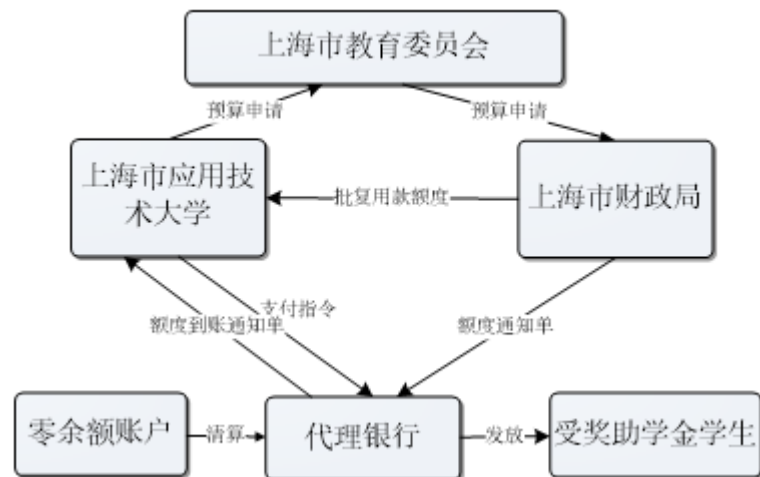 上海市教育委员会
预算申请
预算申请
上海市应用技
术大学
批复用款额度
上海市财政局
支付指令
额度到账通知单
额度通知单
零余额账户
清算
代理银行
发放
受奖助学金学生